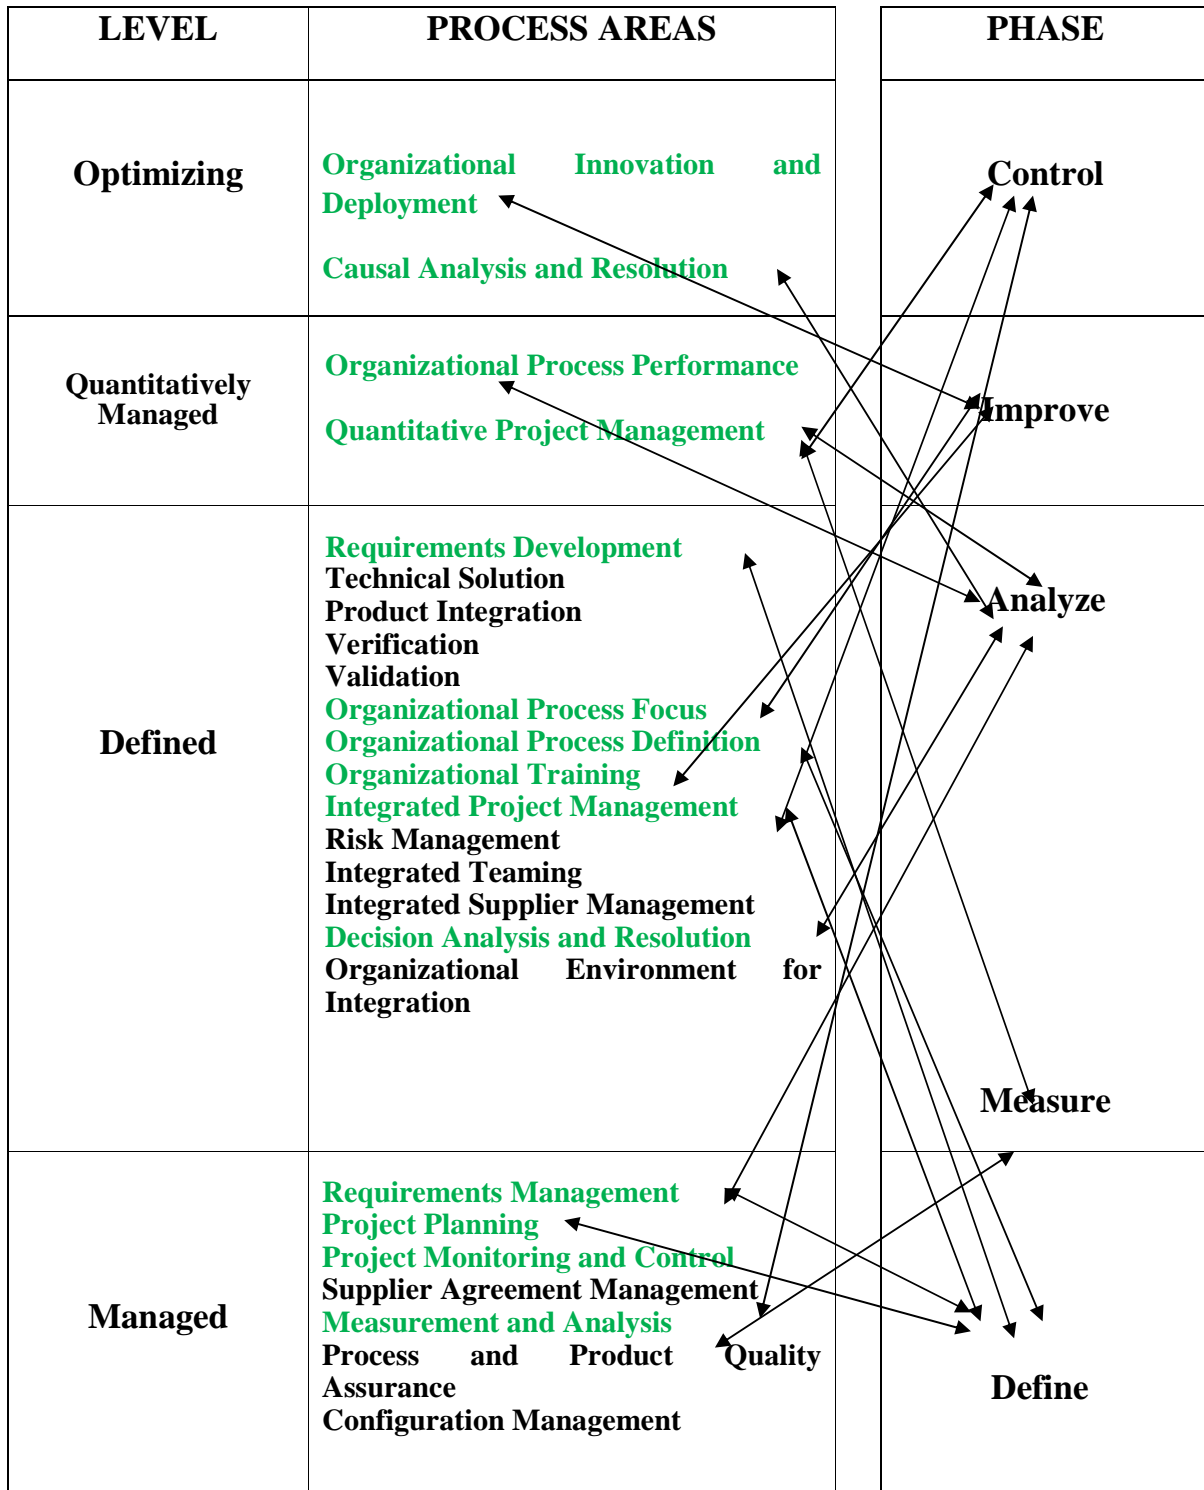 LEVEL PROCESS AREAS PHASE
Optimizing
Organizational Innovation and
Deployment
Causal Analysis and Resolution
Control
Quantitatively
Managed
Organizational Process Performance
Quantitative Project Management
Improve
Defined
Requirements Development
Technical Solution
Product Integration
Verification
Validation
Organizational Process Focus
Organizational Process Definition
Organizational Training
Integrated Project Management
Risk Management
Integrated Teaming
Integrated Supplier Management
Decision Analysis and Resolution
Organizational Environment for
Integration
Analyze
Measure
Managed
Requirements Management
Project Planning
Project Monitoring and Control
Supplier Agreement Management
Measurement and Analysis
Process and Product Quality
Assurance
Configuration Management
Define